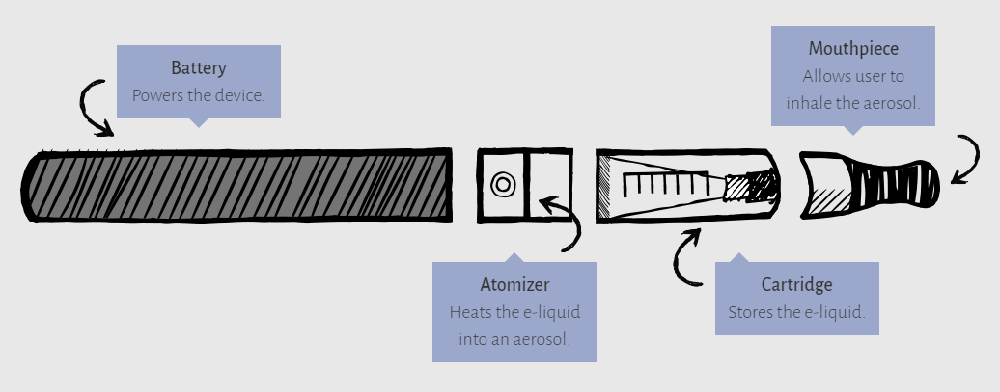 Battery
Powers the device.
Mouthpiece
Allows user to
inhale the aerosol.
Atomizer
Heats the e-liquid
into an aerosol.
Cartridge
Stores the e-liquid.